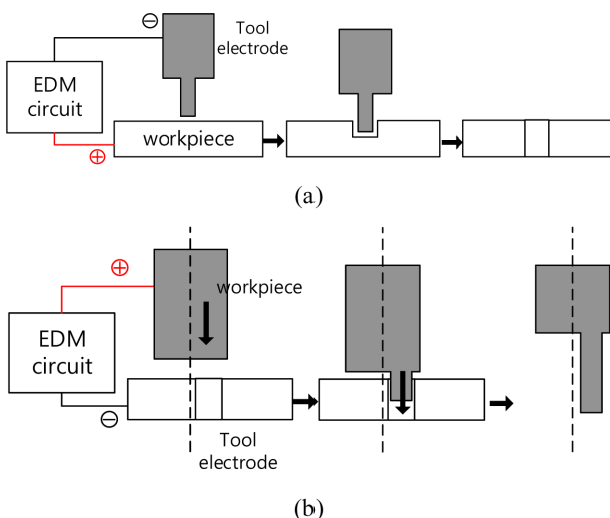 ⊖
Tool
electrode
EDM
circuit
workpiece
⊕
(a)
⊕
workpiece
EDM
circuit
⊖
Tool
electrode
(b)